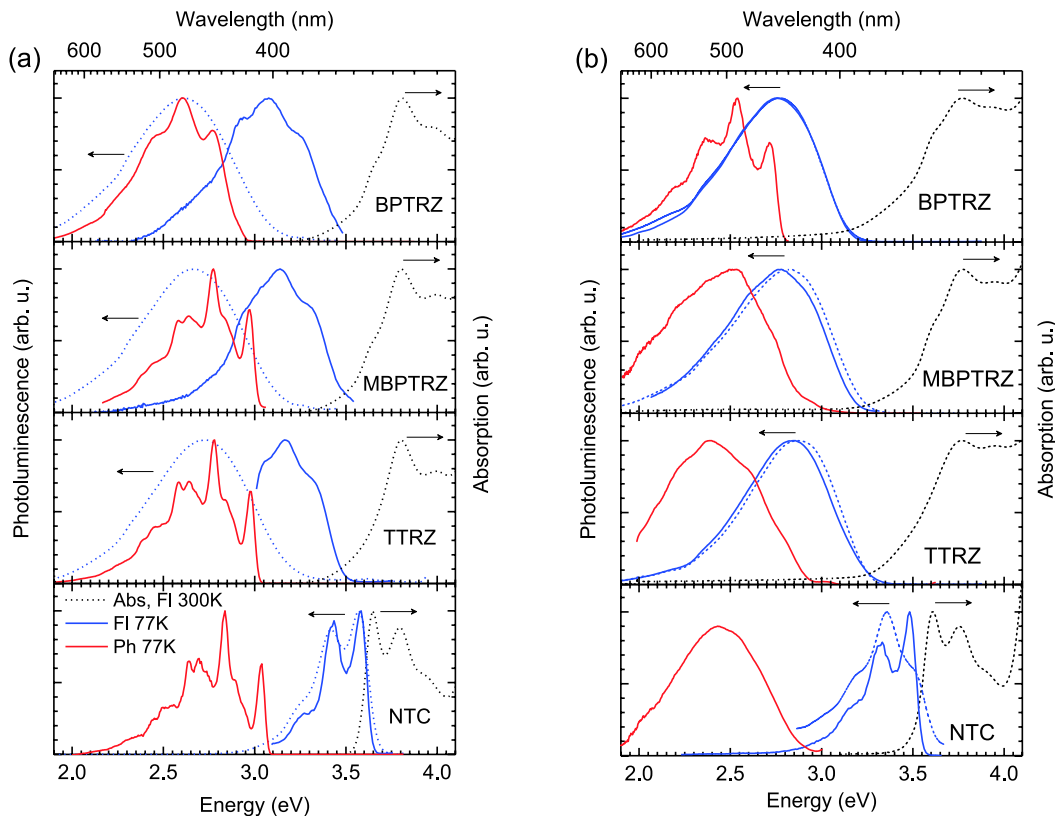 Wavelength (nm)
Wavelength (nm)
600
500
400
600
500
400
(a)
(b)
BPTRZ
MBPTRZ
TTRZ
Abs, Fl 300K
Fl 77K
Ph 77K
NTC
Photoluminescence (arb. u.)
Absorption (arb. u.)
2.0
2.5
3.0
3.5
4.0
Energy (eV)
BPTRZ
MBPTRZ
TTRZ
NTC
Photoluminescence (arb. u.)
Absorption (arb. u.)
2.0
2.5
3.0
3.5
4.0
Energy (eV)